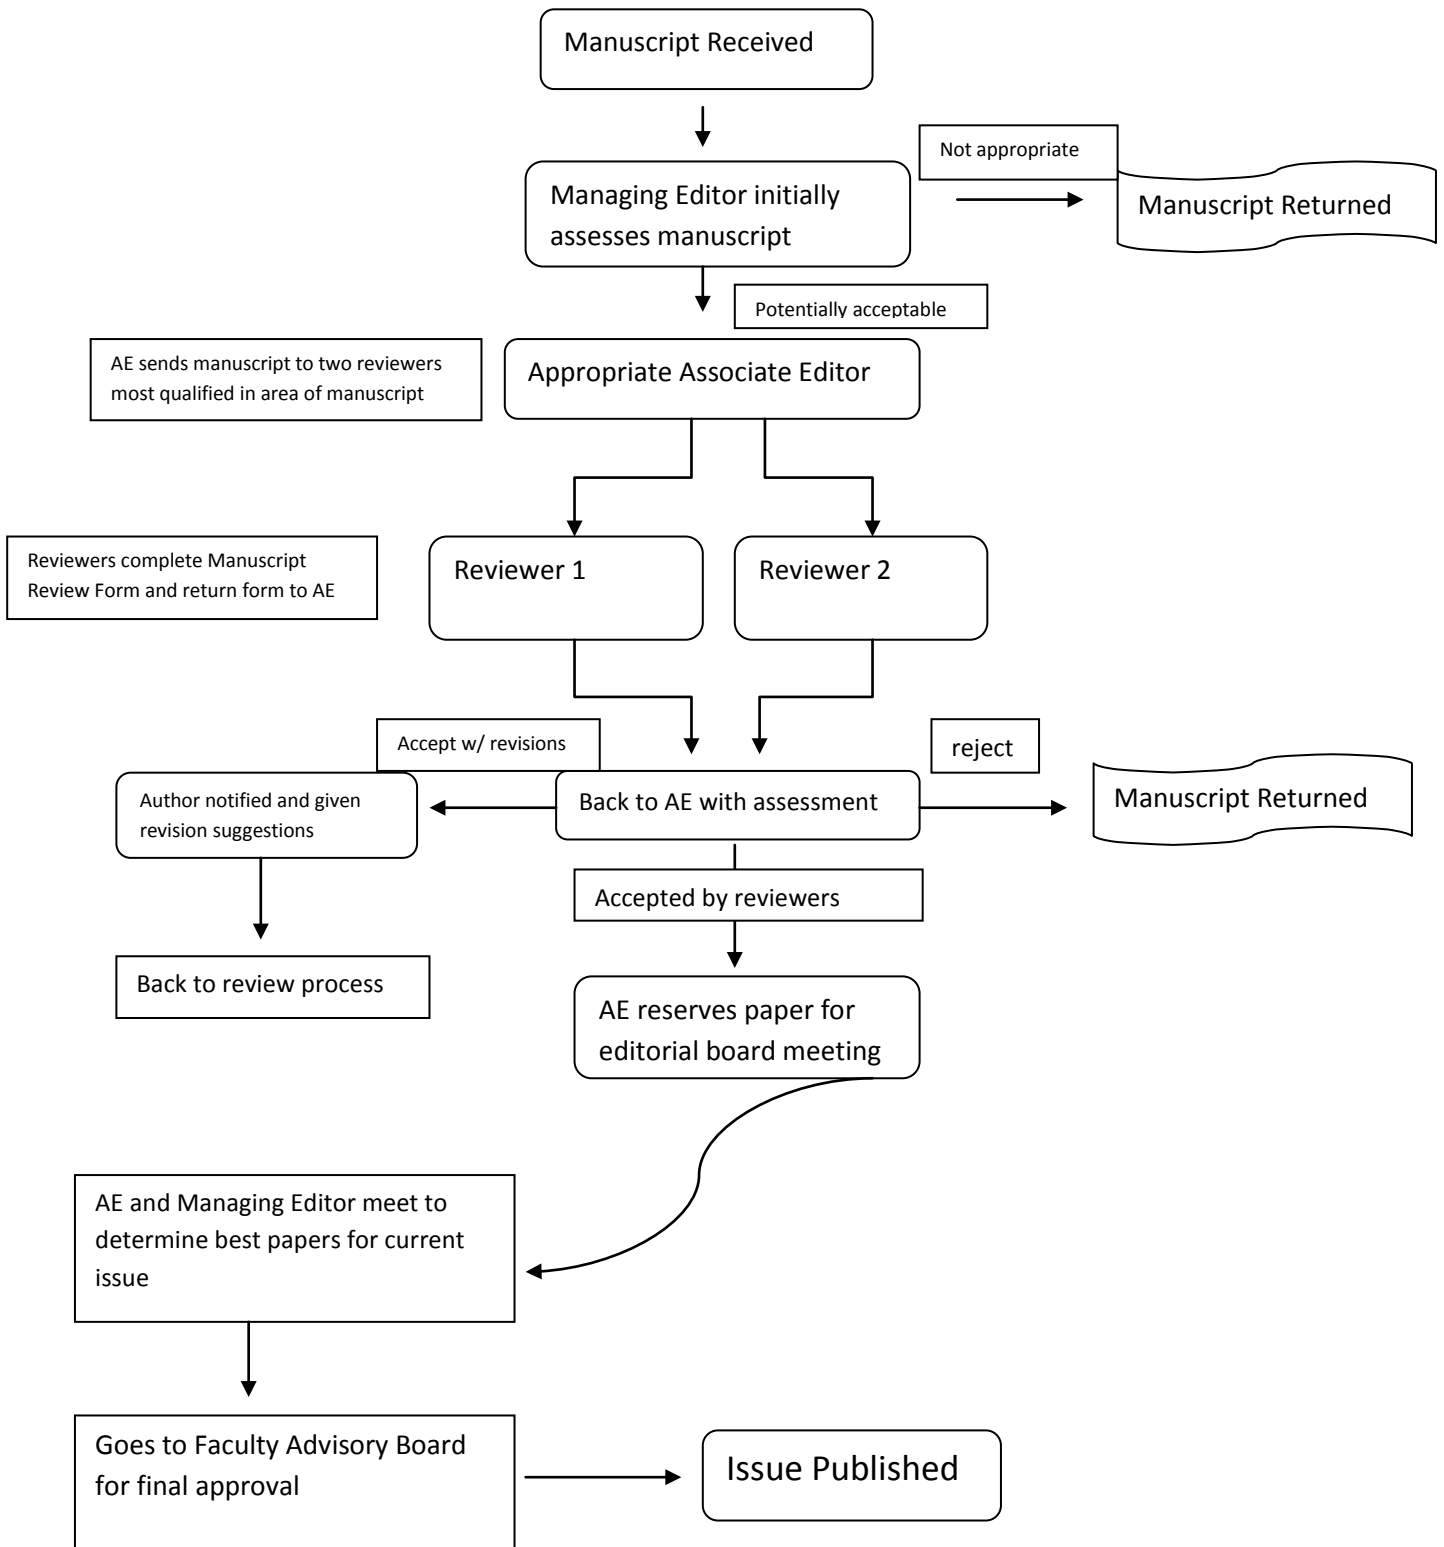 Manuscript Received
Not appropriate
Managing Editor initially
assesses manuscript
Manuscript Returned
Potentially acceptable
AE sends manuscript to two reviewers
most qualified in area of manuscript
Appropriate Associate Editor
Reviewers complete Manuscript
Review Form and return form to AE
Reviewer 1
Reviewer 2
Accept w/ revisions
reject
Author notified and given
revision suggestions
Back to AE with assessment
Manuscript Returned
Accepted by reviewers
Back to review process
AE reserves paper for
editorial board meeting
AE and Managing Editor meet to
determine best papers for current
issue
Goes to Faculty Advisory Board
for final approval
Issue Published